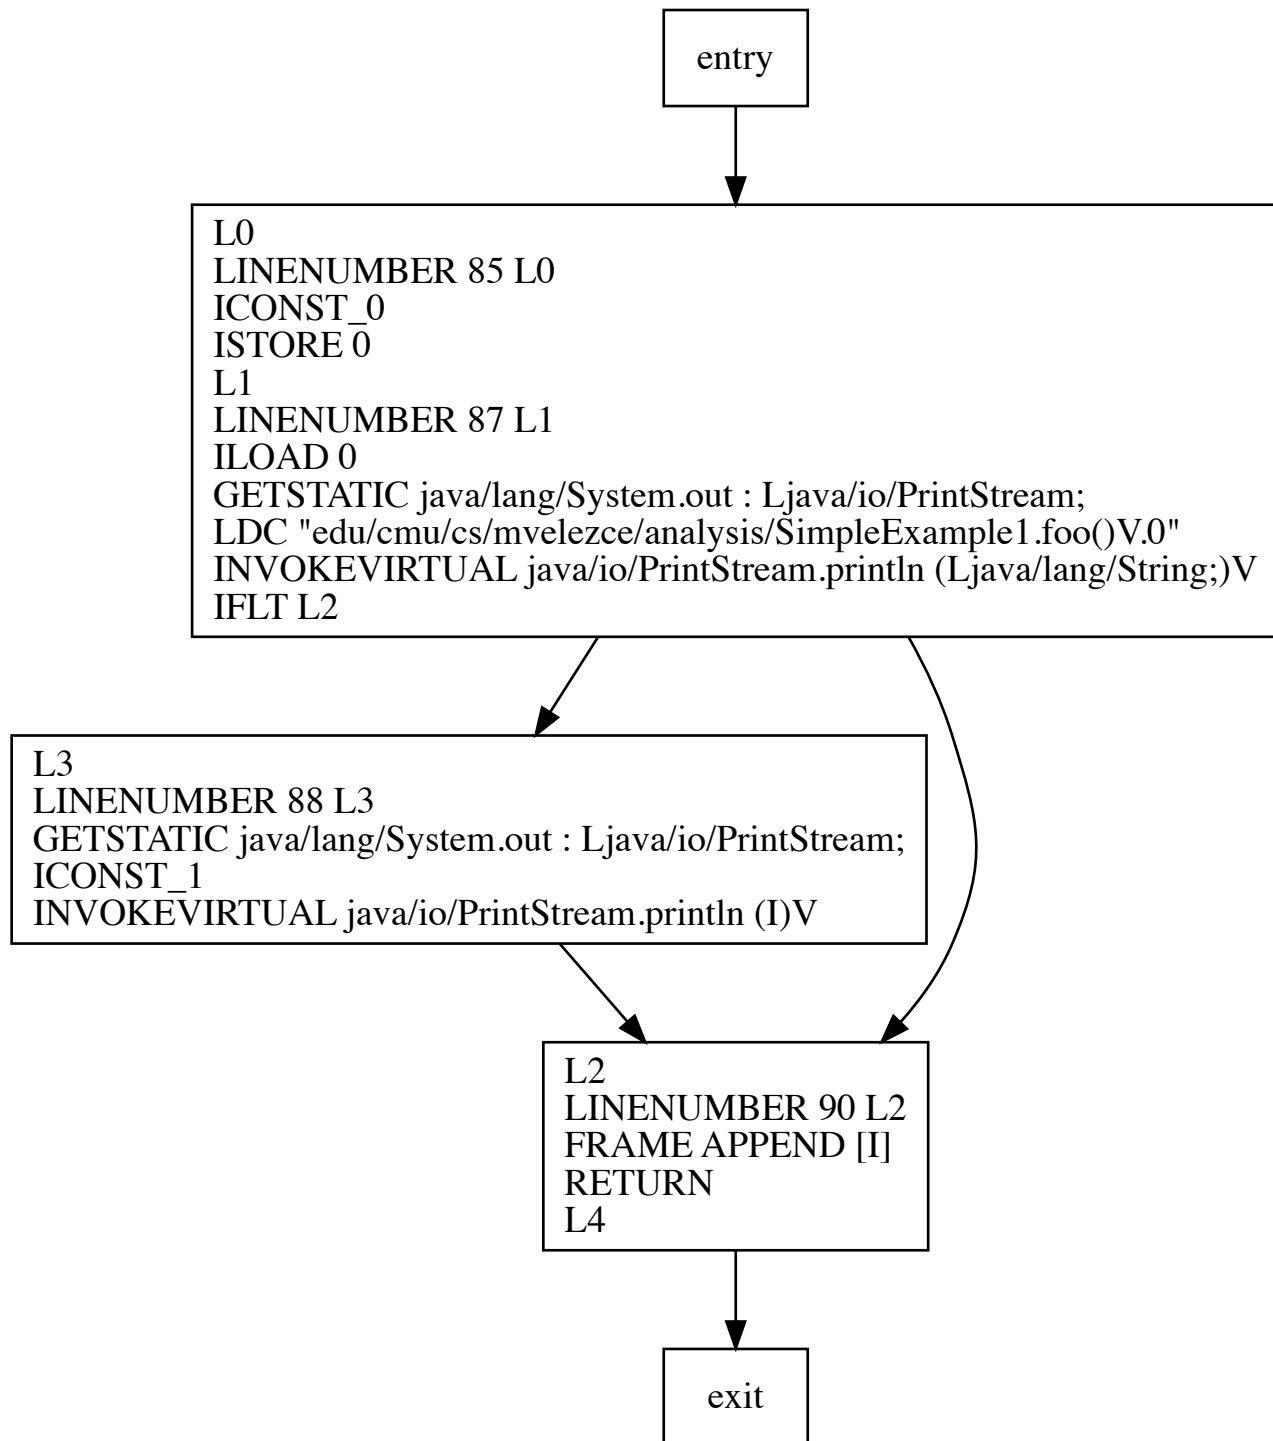 entry
L0
LINENUMBER 85 L0
ICONST_0
ISTORE 0
L1
LINENUMBER 87 L1
ILOAD 0
GETSTATIC java/lang/System.out : Ljava/io/PrintStream;
LDC "edu/cmu/cs/mvelezce/analysis/SimpleExample1.foo()V.0"
INVOKEVIRTUAL java/io/PrintStream.println (Ljava/lang/String;)V
IFLT L2
L3
LINENUMBER 88 L3
GETSTATIC java/lang/System.out : Ljava/io/PrintStream;
ICONST_1
INVOKEVIRTUAL java/io/PrintStream.println (I)V
L2
LINENUMBER 90 L2
FRAME APPEND [I]
RETURN
L4
exit